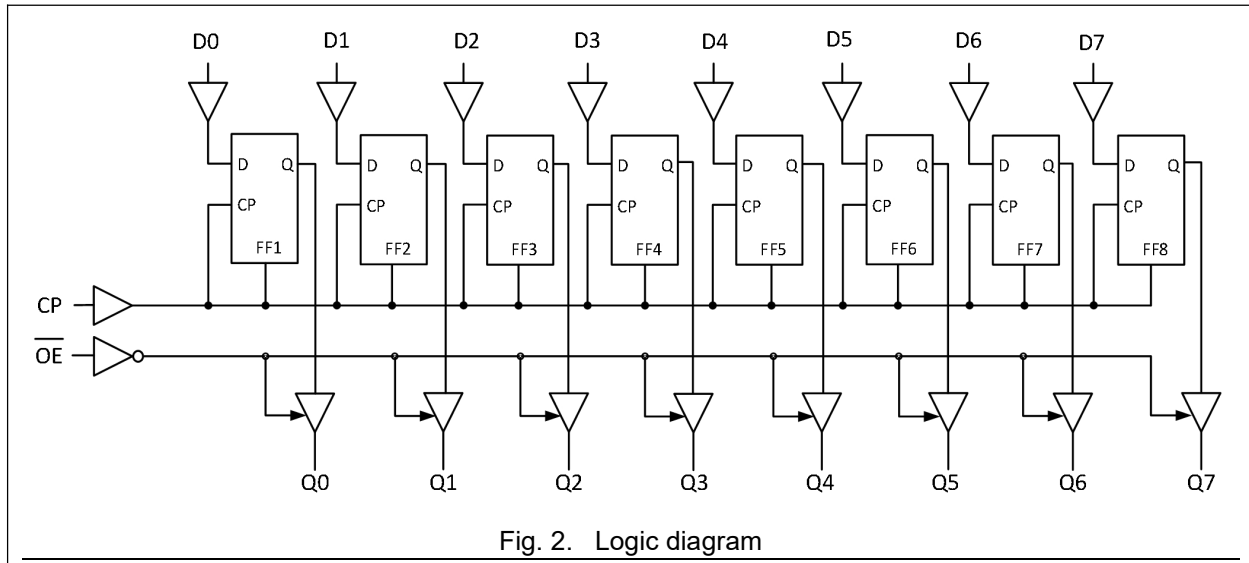 D0 D1 D2 D3 D4 D5 D6 D7
D Q D Q D Q D Q D Q D Q D Q D Q
CP CP CP CP CP CP CP CP
FF1 FF2 FF3 FF4 FF5 FF6 FF7 FF8
CP
OE
Q0 Q1 Q2 Q3 Q4 Q5 Q6 Q7
Fig. 2. Logic diagram